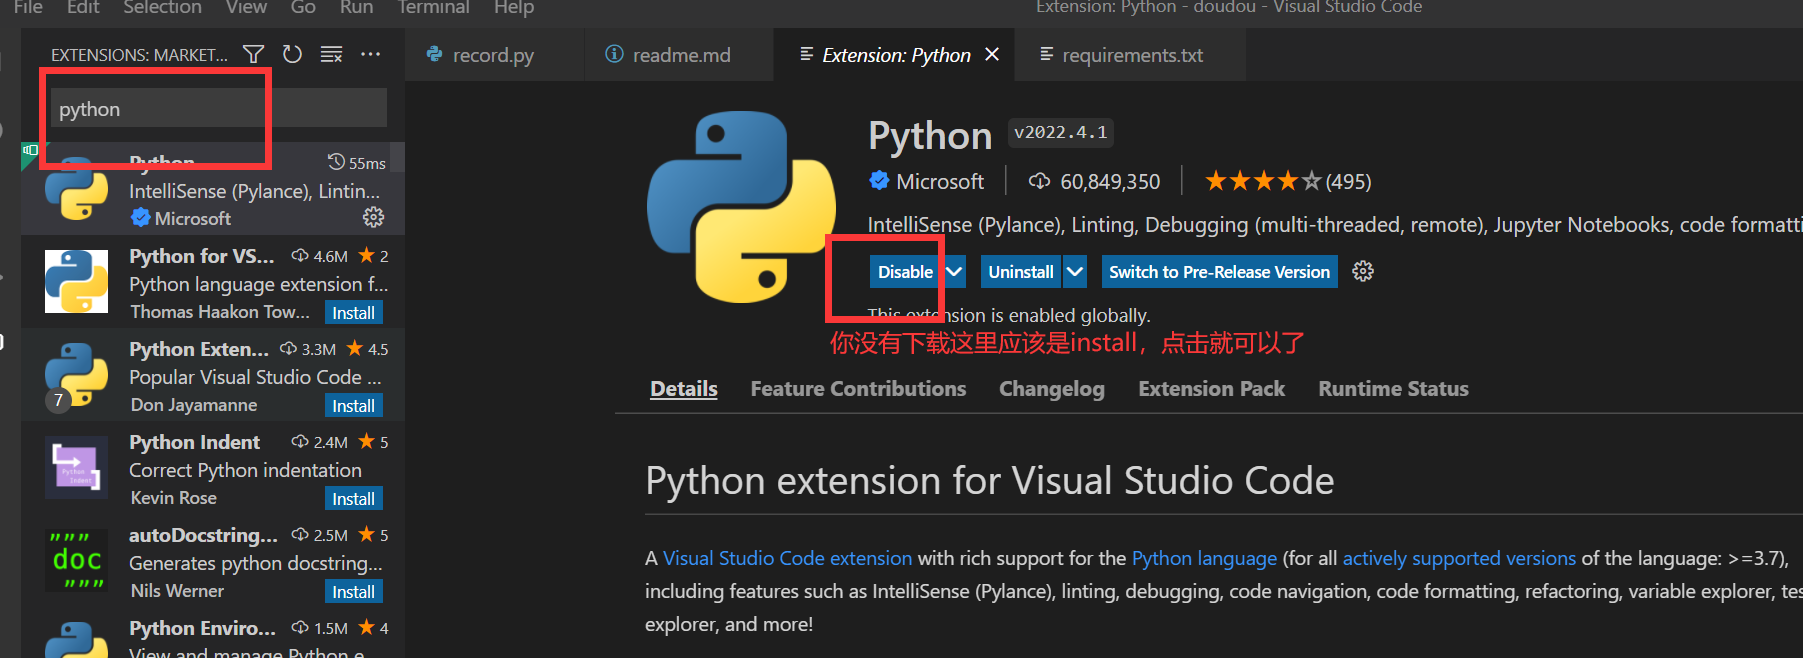 File Edit Selection View Go Run Terminal Help
Extension: Python - doudou - Visual Studio Code
EXTENSIONS: MARKET...
python
Python 55ms
IntelliSense (Pylance), Lintin...
Microsoft
Python for VS... 4.6M 2
Python language extension f...
Thomas Haakon Tow... Install
Python Exten... 3.3M 4.5
Popular Visual Studio Code ...
7
Don Jayamanne Install
Python Indent 2.4M 5
Correct Python indentation
Kevin Rose Install
autoDocstring... 2.5M 5
Generates python docstring...
Nils Werner Install
Python Enviro... 1.5M 4
View and manage Python e
Python
Indent
"""
doc
"""
record.py readme.md Extension: Python requirements.txt
Python v2022.4.1
Microsoft 60,849,350 (495)
IntelliSense (Pylance), Linting, Debugging (multi-threaded, remote), Jupyter Notebooks, code formatti
Disable Uninstall Switch to Pre-Release Version
This extension is enabled globally.
你没有下载这里应该是install，点击就可以了
Details Feature Contributions Changelog Extension Pack Runtime Status
Python extension for Visual Studio Code
A Visual Studio Code extension with rich support for the Python language (for all actively supported versions of the language: >=3.7),
including features such as IntelliSense (Pylance), linting, debugging, code navigation, code formatting, refactoring, variable explorer, tes
explorer, and more!